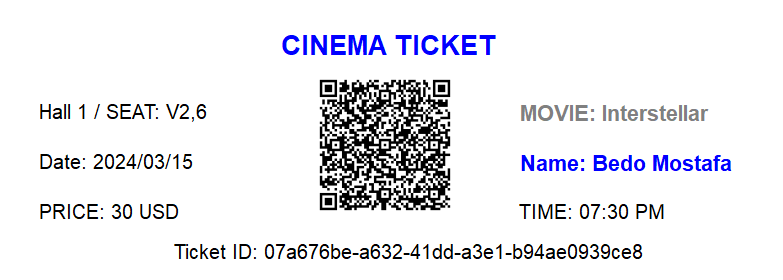 CINEMA TICKET
Hall 1 / SEAT: V2,6
MOVIE: Interstellar
Date: 2024/03/15
Name: Bedo Mostafa
PRICE: 30 USD
TIME: 07:30 PM
Ticket ID: 07a676be-a632-41dd-a3e1-b94ae0939ce8